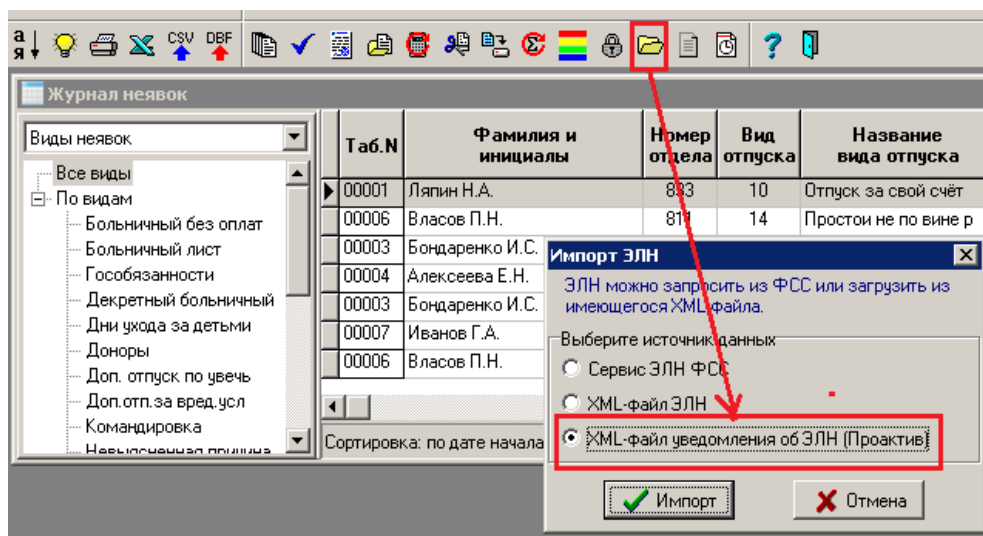 а
я
CSV
DBF
Журнал неявок
Виды неявок
Все виды
По видам
Больничный без оплат
Больничный лист
Гособязанности
Декретный больничный
Дни ухода за детьми
Доноры
Доп. отпуск по увечь
Доп.отп.за вред.усл
Командировка
Невыясненная причина
Таб.N
Фамилия и
инициалы
Номер
отдела
Вид
отпуска
Название
вида отпуска
00001 Ляпин Н.А. 833 10 Отпуск за свой счёт
00006 Власов П.Н. 811 14 Простои не по вине р
00003 Бондаренко И.С.
00004 Алексеева Е.Н.
00003 Бондаренко И.С.
00007 Иванов Г.А.
00006 Власов П.Н.
Сортировка: по дате начала
Импорт ЭЛН
ЭЛН можно запросить из ФСС или загрузить из
имеющегося XML-файла.
Выберите источник данных
Сервис ЭЛН ФСС
XML-файл ЭЛН
XML-файл уведомления об ЭЛН (Проактив)
Импорт
Отмена